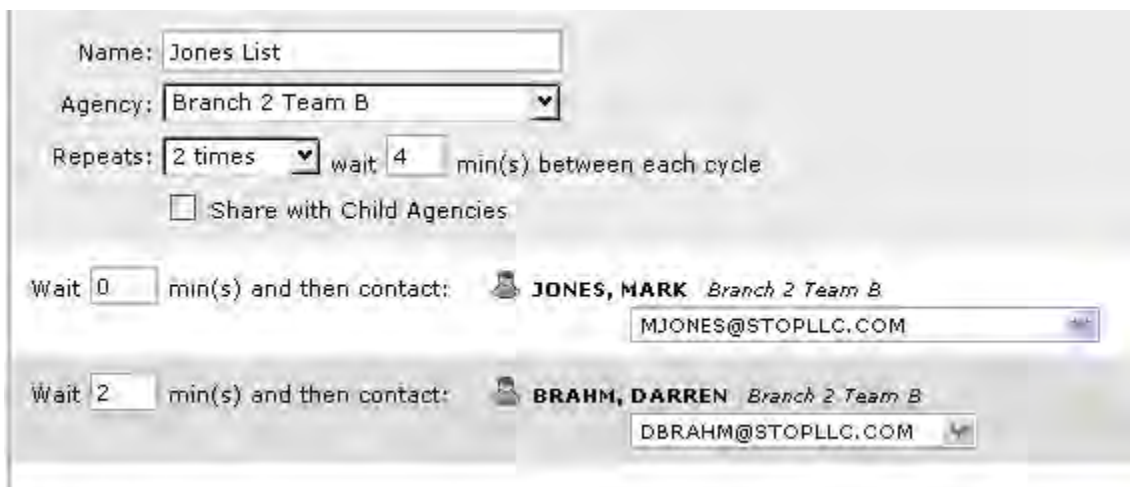 Name: Jones List
Agency: Branch 2 Team B
Repeats: 2 times wait 4 min(s) between each cycle
Share with Child Agencies
Wait 0 min(s) and then contact: JONES, MARK Branch 2 Team B
MJONES@STOPLLC.COM
Wait 2 min(s) and then contact: BRAHM, DARREN Branch 2 Team B
DBRAHM@STOPLLC.COM